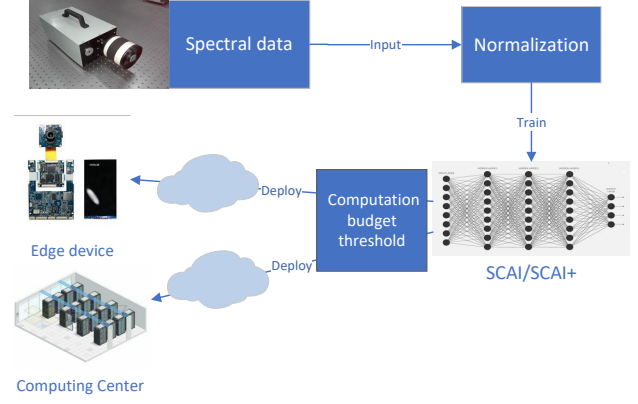 Spectral data
Input
Normalization
Train
Deploy
Computation
budget
threshold
Edge device
Deploy
SCAI/SCAI+
Computing Center